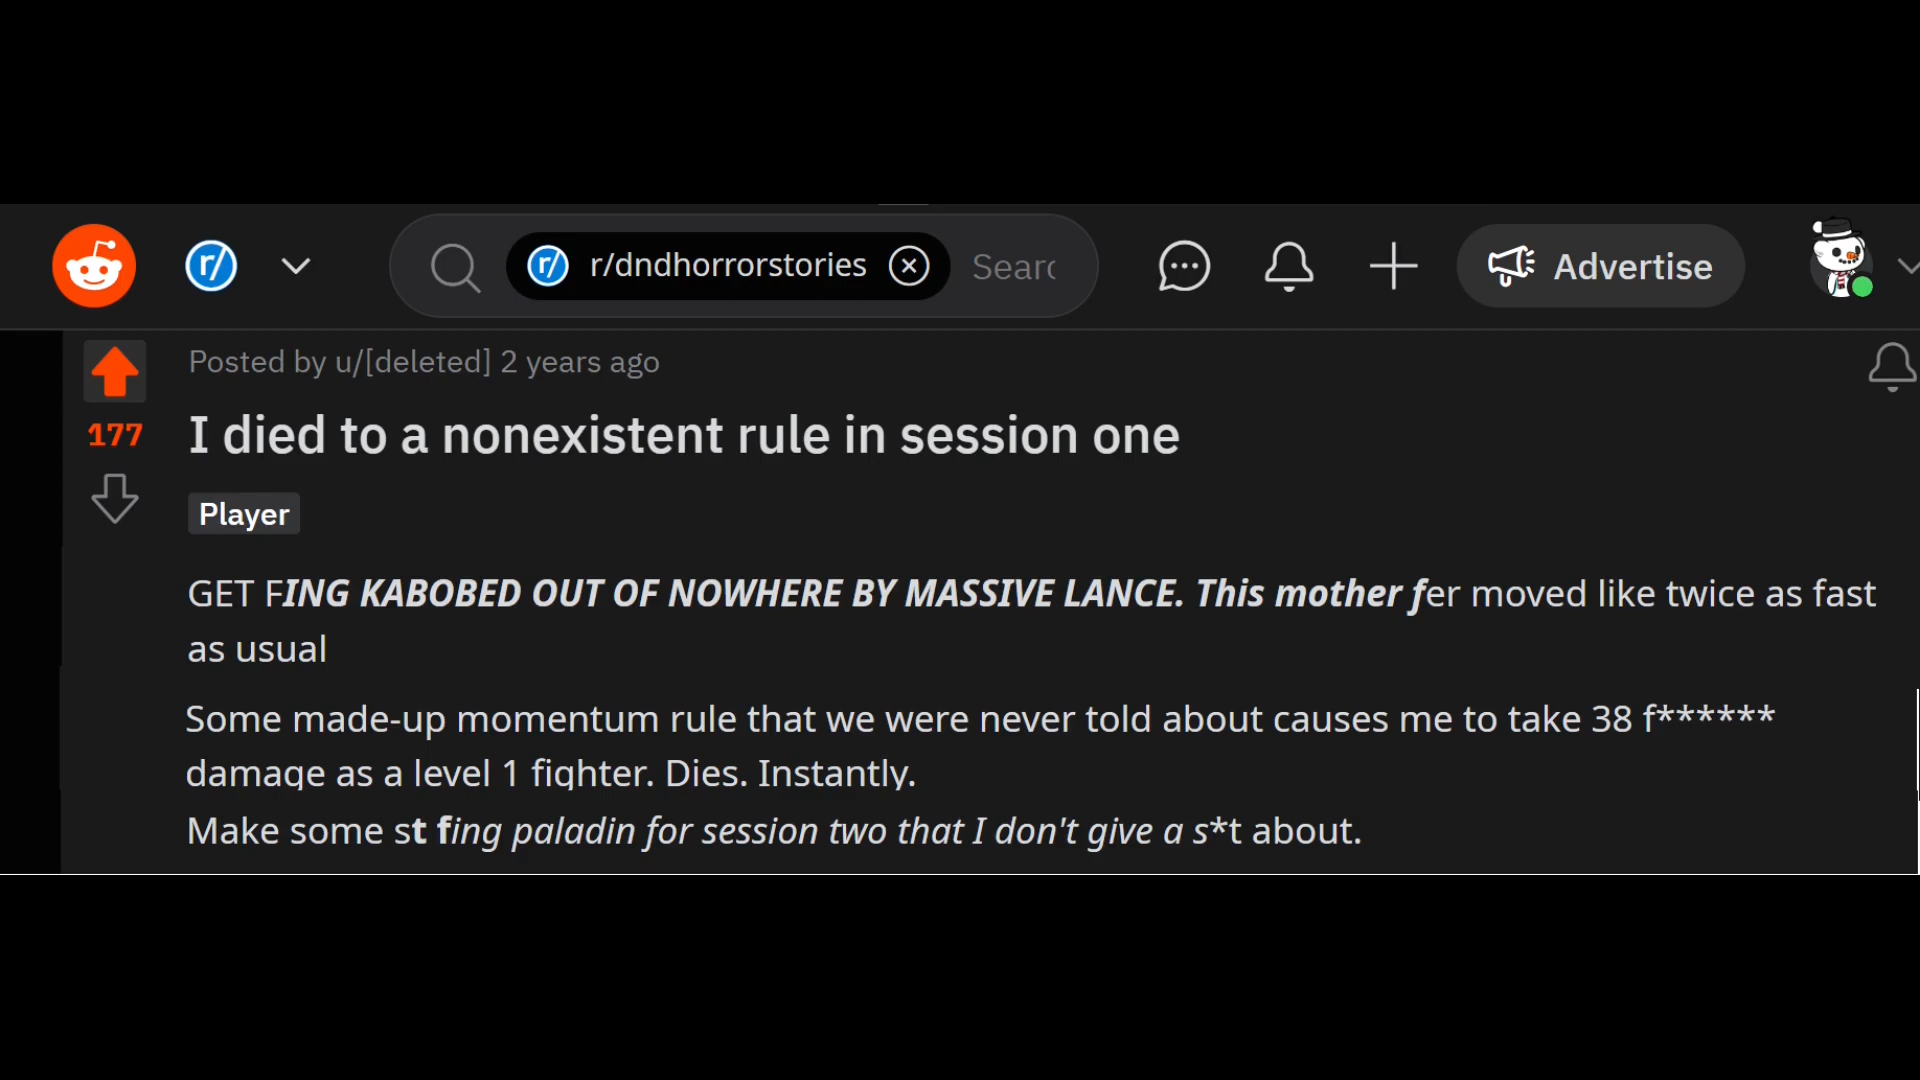 r/ r/ r/dndhorrorstories Searc Advertise
Posted by u/[deleted] 2 years ago
177 I died to a nonexistent rule in session one
Player
GET FING KABOBED OUT OF NOWHERE BY MASSIVE LANCE. This mother fer moved like twice as fast
as usual
Some made-up momentum rule that we were never told about causes me to take 38 f******
damage as a level 1 fighter. Dies. Instantly.
Make some st fing paladin for session two that I don't give a s*t about.